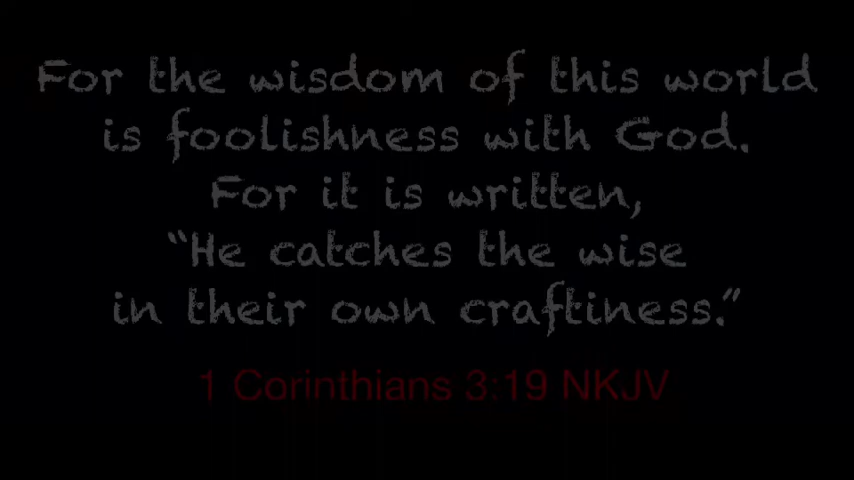 For the wisdom of this world
is foolishness with God.
For it is written,
“He catches the wise
in their own craftiness.”
1 Corinthians 3:19 NKJV